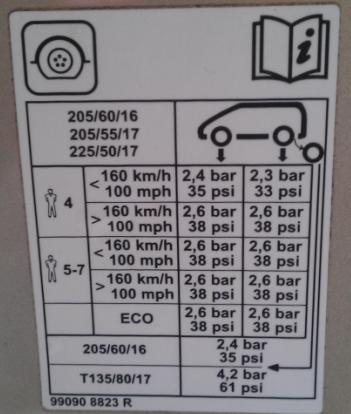 205/60/16
205/55/17
225/50/17
4
< 160 km/h 2,4 bar 2,3 bar
100 mph 35 psi 33 psi
> 160 km/h 2,6 bar 2,6 bar
100 mph 38 psi 38 psi
5-7
< 160 km/h 2,6 bar 2,6 bar
100 mph 38 psi 38 psi
> 160 km/h 2,6 bar 2,6 bar
100 mph 38 psi 38 psi
ECO 2,6 bar 2,6 bar
38 psi 38 psi
205/60/16 2,4 bar
35 psi
T135/80/17 4,2 bar
61 psi
99090 8823 R